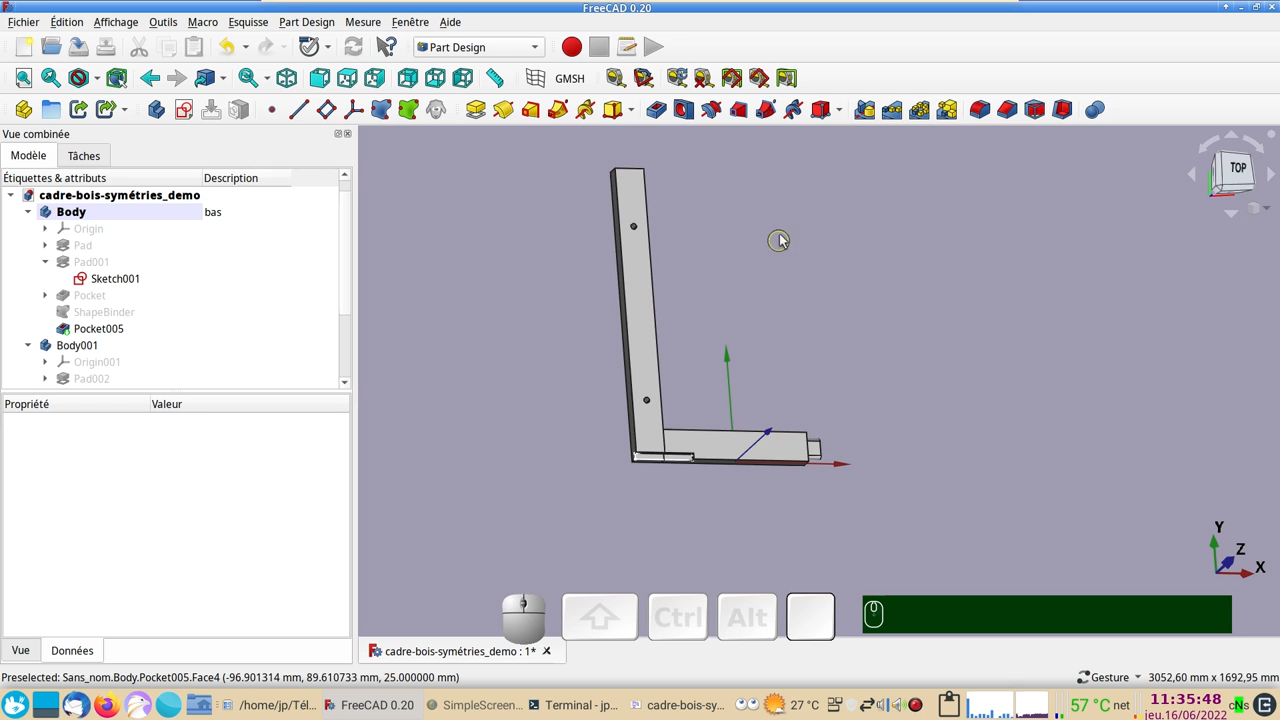 FreeCAD 0.20
Fichier Édition Affichage Outils Macro Esquisse Part Design Mesure Fenêtre Aide
Part Design
GMSH
Vue combinée
Modèle Tâches
Étiquettes & attributs Description
cadre-bois-symétries_demo
Body bas
Origin
Pad
Pad001
Sketch001
Pocket
ShapeBinder
Pocket005
Body001
Origin001
Pad002
Propriété Valeur
TOP
Y
Z
X
Ctrl Alt
Vue Données
cadre-bois-symétries_demo : 1*
Preselected: Sans_nom.Body.Pocket005.Face4 (-96.901314 mm, 89.610733 mm, 25.000000 mm)
Gesture 3052,60 mm x 1692,95 mm
/home/jp/Tél... FreeCAD 0.20 SimpleScreen... Terminal - jp... cadre-bois-sy... 27 °C 57 °C net 11:35:48
jeu.16/06/2022